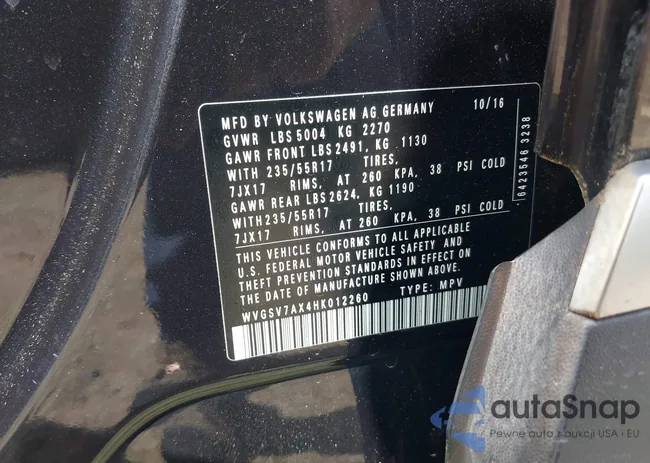 MFD BY VOLKSWAGEN AG GERMANY 10/16
GVWR LBS 5004 KG 2270
GAWR FRONT LBS 2491, KG 1130
WITH 235/55R17 TIRES,
7JX17 RIMS, AT 260 KPA, 38 PSI COLD
GAWR REAR LBS 2624, KG 1190
WITH 235/55R17 TIRES,
7JX17 RIMS, AT 260 KPA, 38 PSI COLD
THIS VEHICLE CONFORMS TO ALL APPLICABLE
U.S. FEDERAL MOTOR VEHICLE SAFETY AND
THEFT PREVENTION STANDARDS IN EFFECT ON
THE DATE OF MANUFACTURE SHOWN ABOVE.
WVGSV7AX4HK012260 TYPE: MPV
6423546 3238
autoSnap
Pewne auto z aukcji USA i EU